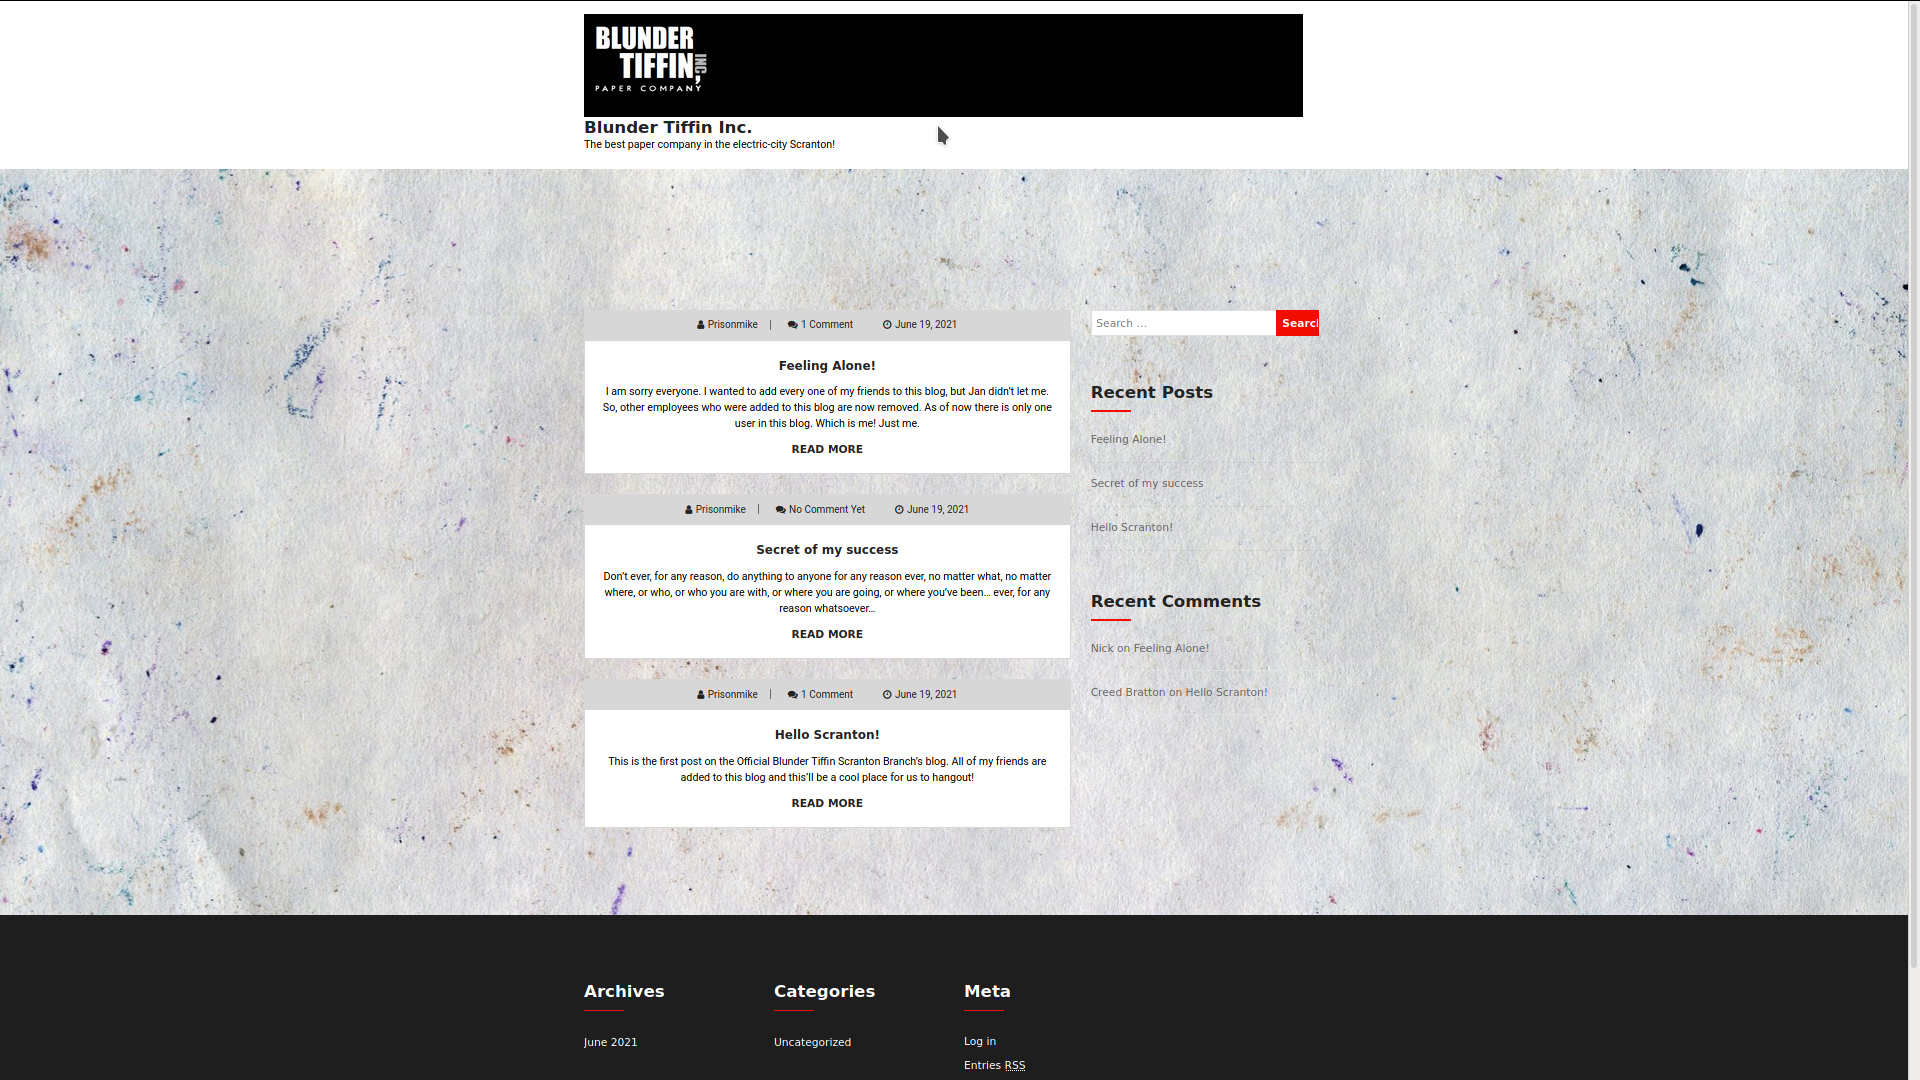 BLUNDER
TIFFIN, INC
PAPER COMPANY
Blunder Tiffin Inc.
The best paper company in the electric-city Scranton!
Prisonmike | 1 Comment June 19, 2021
Feeling Alone!
I am sorry everyone. I wanted to add every one of my friends to this blog, but Jan didn’t let me.
So, other employees who were added to this blog are now removed. As of now there is only one
user in this blog. Which is me! Just me.
READ MORE
Prisonmike | No Comment Yet June 19, 2021
Secret of my success
Don’t ever, for any reason, do anything to anyone for any reason ever, no matter what, no matter
where, or who, or who you are with, or where you are going, or where you’ve been… ever, for any
reason whatsoever…
READ MORE
Prisonmike | 1 Comment June 19, 2021
Hello Scranton!
This is the first post on the Official Blunder Tiffin Scranton Branch’s blog. All of my friends are
added to this blog and this’ll be a cool place for us to hangout!
READ MORE
Search … Searc
Recent Posts
Feeling Alone!
Secret of my success
Hello Scranton!
Recent Comments
Nick on Feeling Alone!
Creed Bratton on Hello Scranton!
Archives
June 2021
Categories
Uncategorized
Meta
Log in
Entries RSS